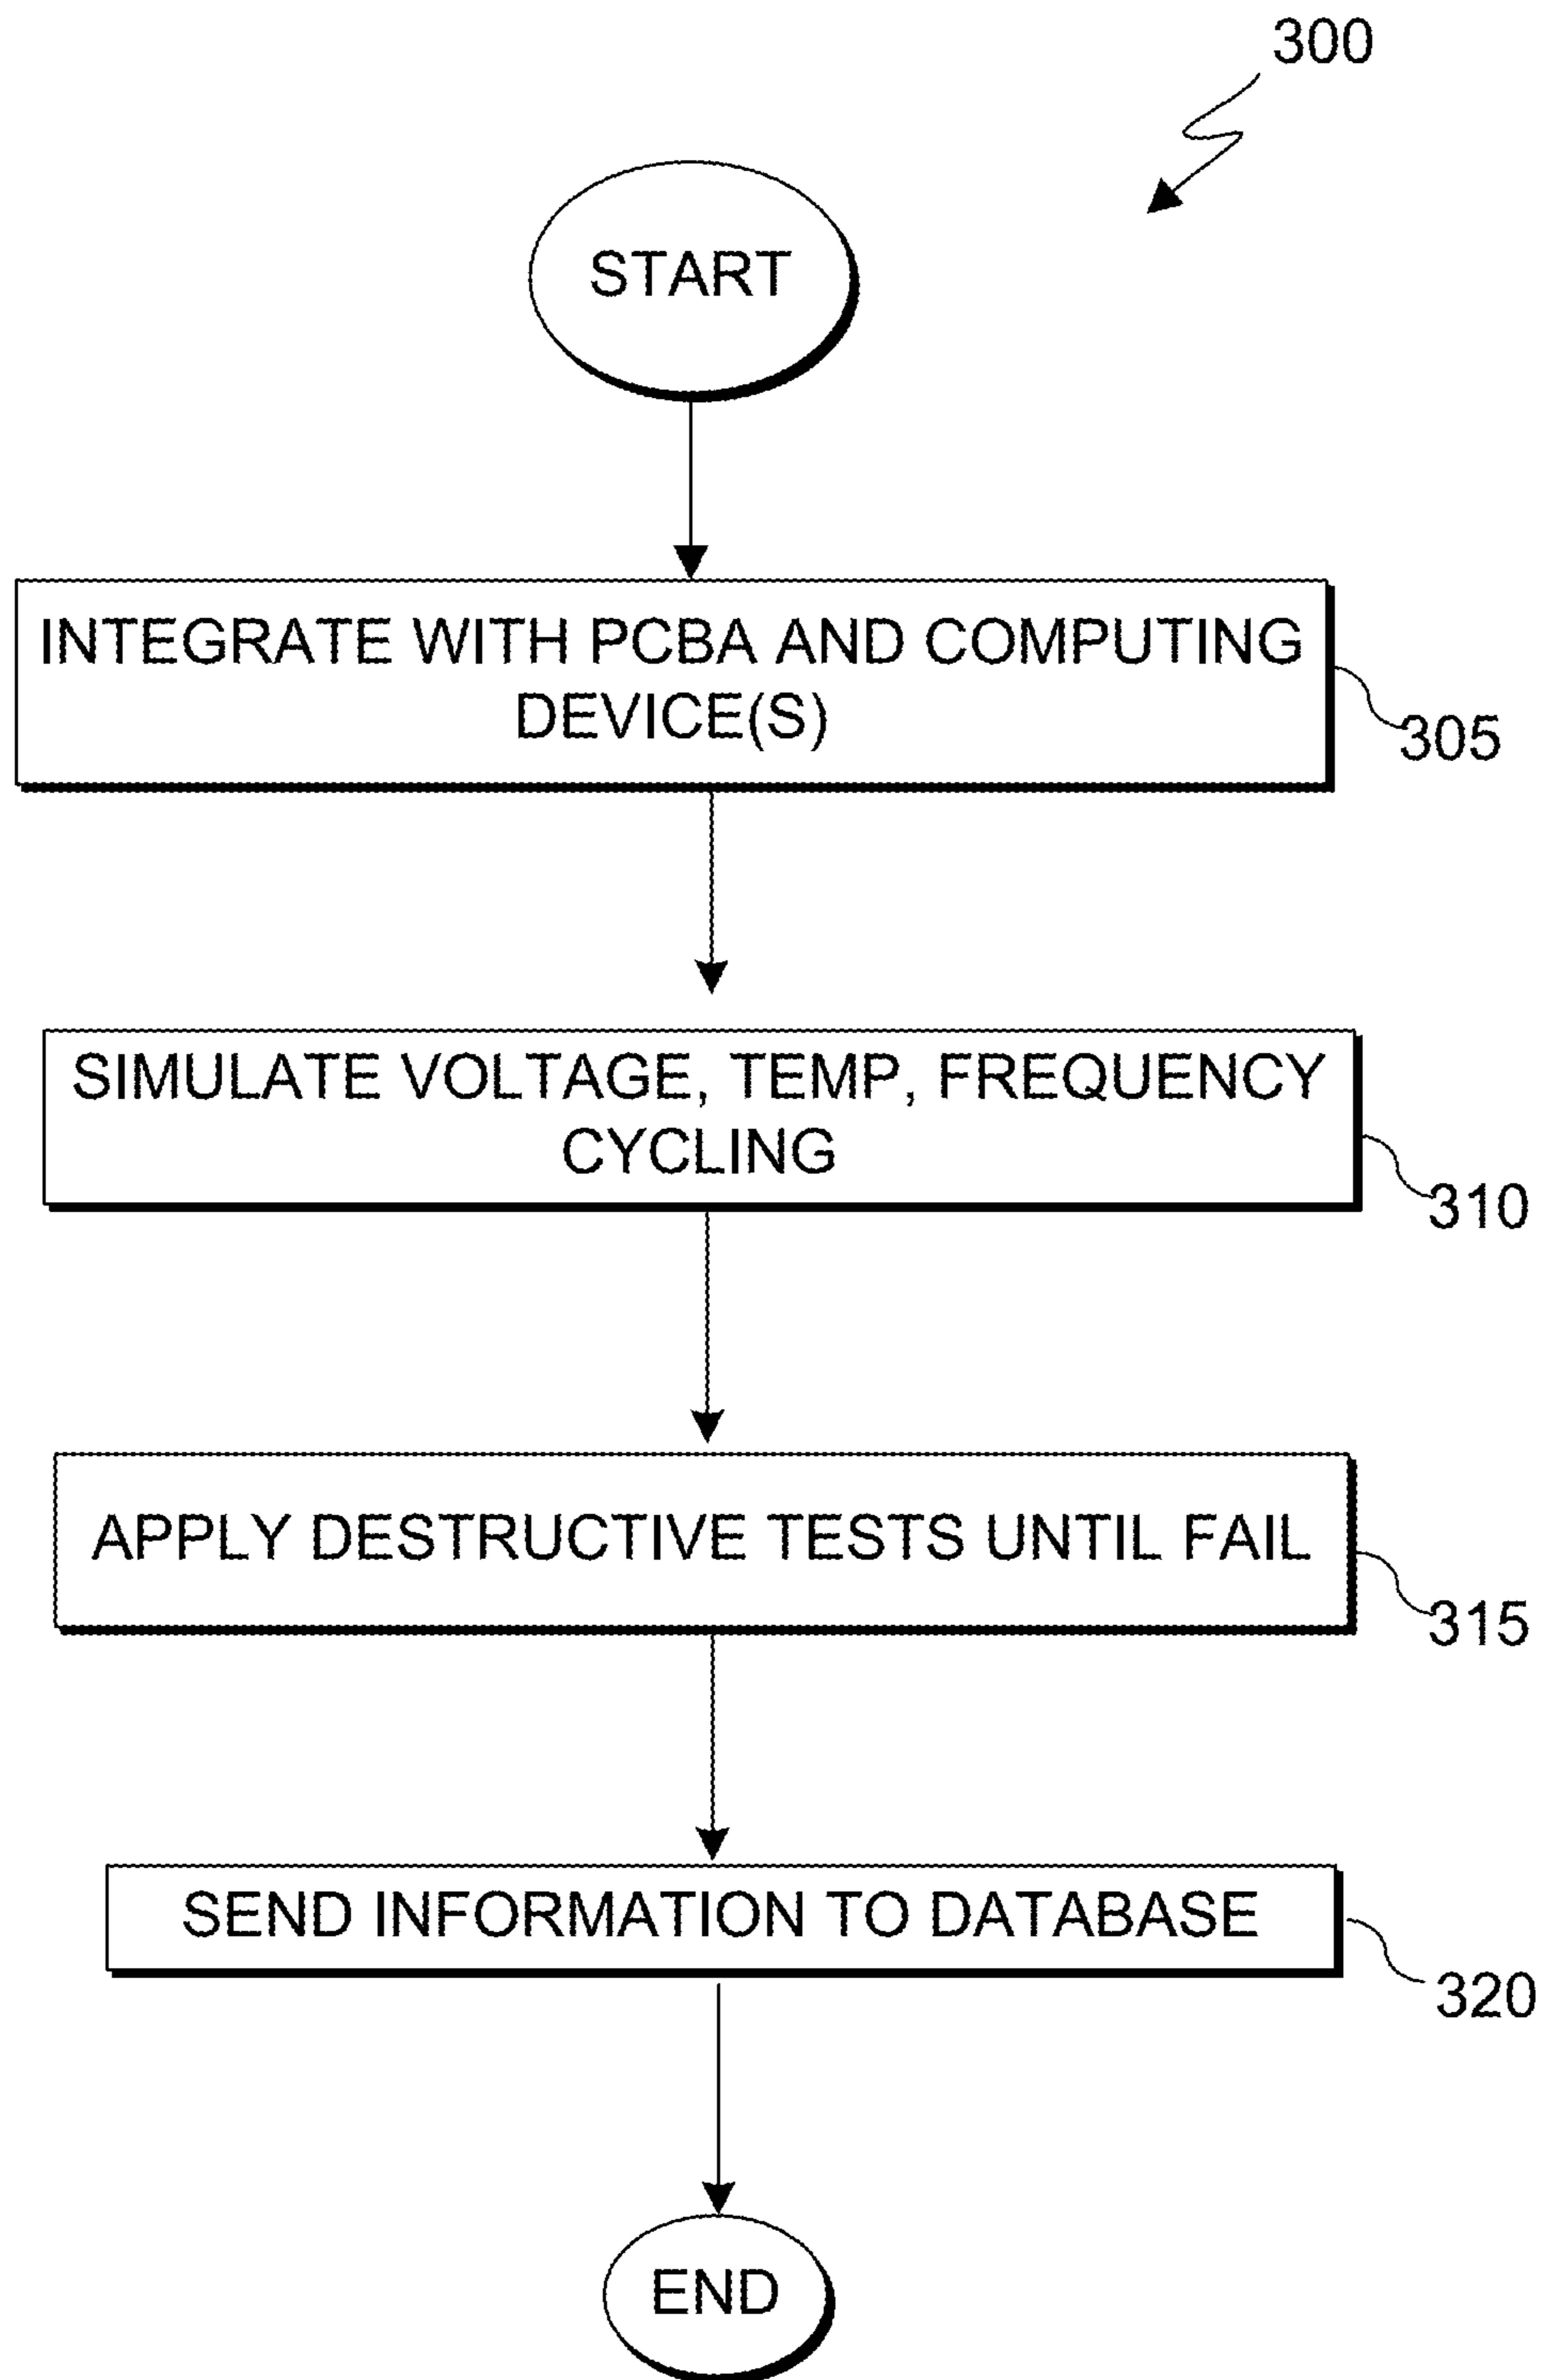 300
START
INTEGRATE WITH PCBA AND COMPUTING
DEVICE(S)
305
SIMULATE VOLTAGE, TEMP, FREQUENCY
CYCLING
310
APPLY DESTRUCTIVE TESTS UNTIL FAIL
315
SEND INFORMATION TO DATABASE
320
END